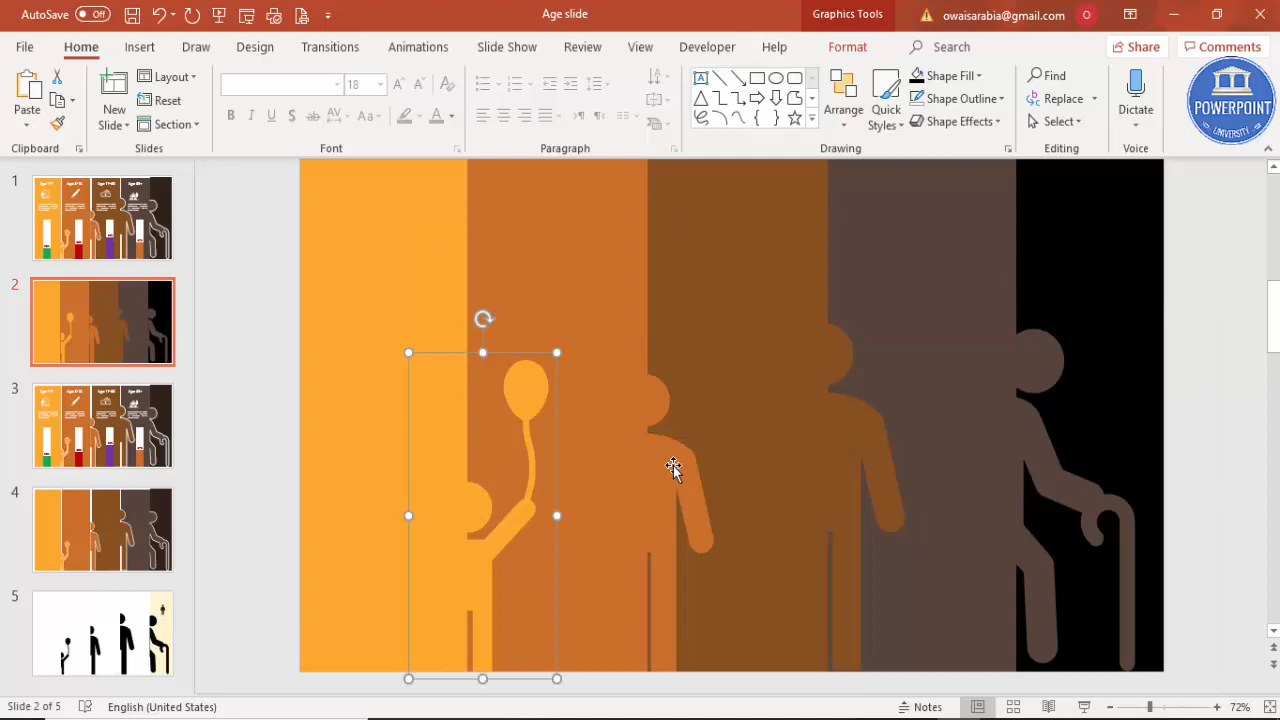 AutoSave Off Age slide Graphics Tools owaisarabia@gmail.com O
File Home Insert Draw Design Transitions Animations Slide Show Review View Developer Help Format Search Share Comments
Paste Layout Reset Section New Slide 18 B I U S ab AV Aa A Arrange Quick Styles Shape Fill Shape Outline Shape Effects Find Replace Select Dictate
POWERPOINT
UNIVERSITY
Clipboard Slides Font Paragraph Drawing Editing Voice
1
2
3
4
5
Slide 2 of 5 English (United States) Notes 72%